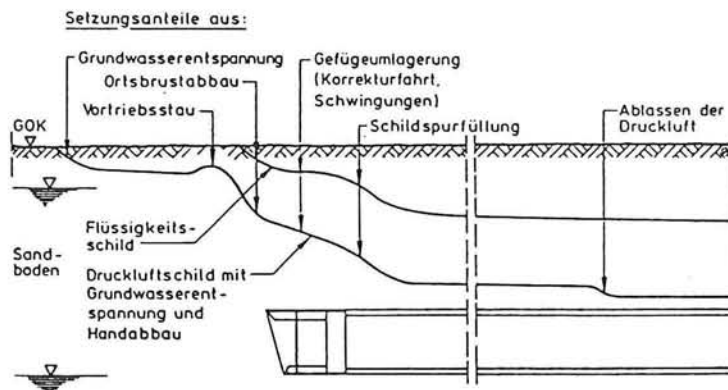 Setzungsanteile aus:
Grundwasserentspannung
Ortsbrustabbau
Vortriebsstau
Gefügeumlagerung
(Korrekturfahrt,
Schwingungen)
Schildspurfüllung
Ablassen der
Druckluft
GOK
Flüssigkeits-
schild
Sand-
boden
Druckluftschild mit
Grundwasserent-
spannung und
Handabbau